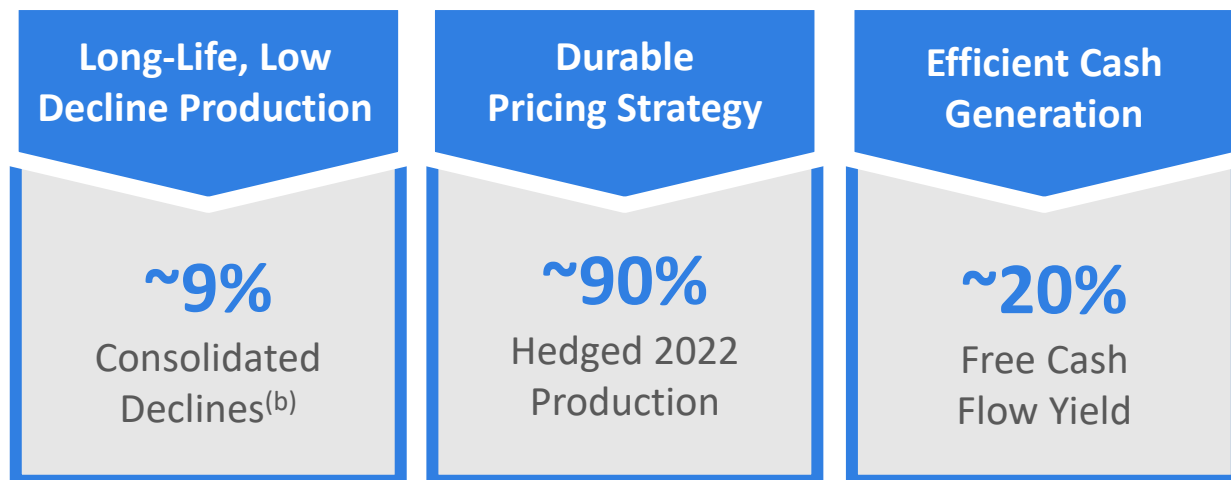 Long-Life, Low
Decline Production
~9%
Consolidated
Declines(b)
Durable
Pricing Strategy
~90%
Hedged 2022
Production
Efficient Cash
Generation
~20%
Free Cash
Flow Yield